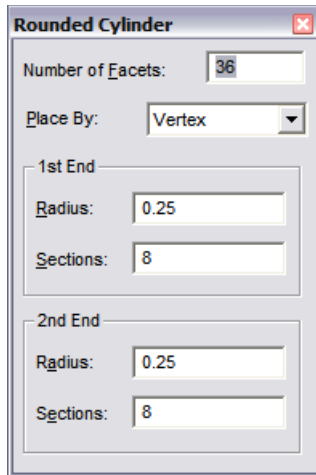 Rounded Cylinder
Number of Facets: 36
Place By: Vertex
1st End
Radius: 0.25
Sections: 8
2nd End
Radius: 0.25
Sections: 8